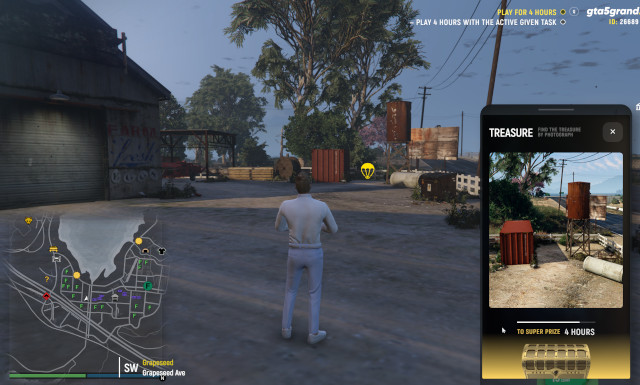 PLAY FOR 4 HOURS
PLAY 4 HOURS WITH THE ACTIVE GIVEN TASK
gta5grand.
ID: 26689
TREASURE
FIND THE TREASURE
BY PHOTOGRAPH
TO SUPER PRIZE 4 HOURS
SW
Grapeseed
Grapeseed Ave